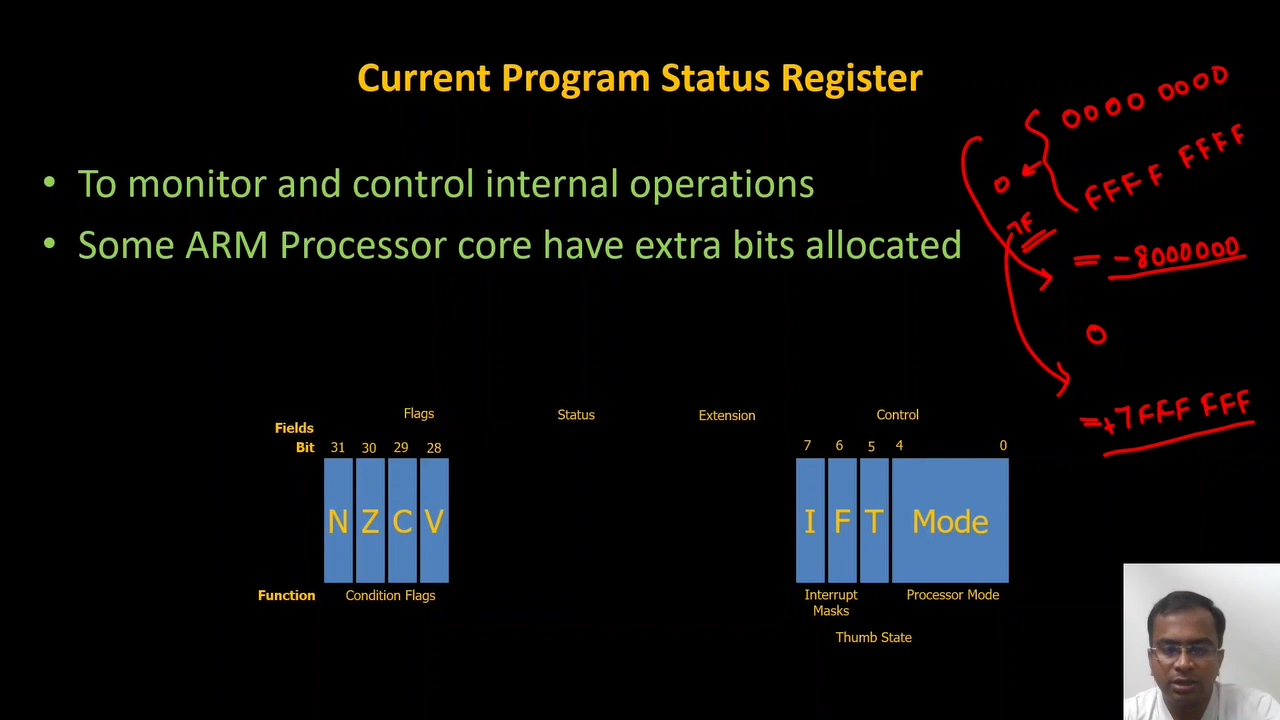 Current Program Status Register
• To monitor and control internal operations
• Some ARM Processor core have extra bits allocated
0000 0000
FFFF FFFF
0
7F
= -8000000
0
=+7FFF FFF
Flags Status Extension Control
Fields
Bit 31 30 29 28 7 6 5 4 0
N Z C V I F T Mode
Function Condition Flags Interrupt Masks Processor Mode
Thumb State